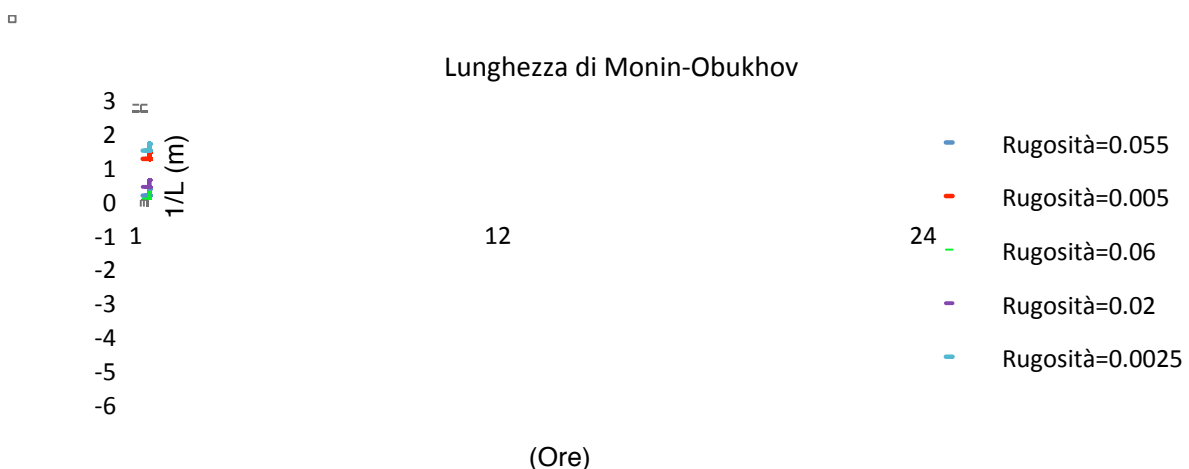 Lunghezza di Monin-Obukhov
3
2
1
0
-1
-2
-3
-4
-5
-6
1/L (m)
1 12 24
(Ore)
Rugosità=0.055
Rugosità=0.005
Rugosità=0.06
Rugosità=0.02
Rugosità=0.0025